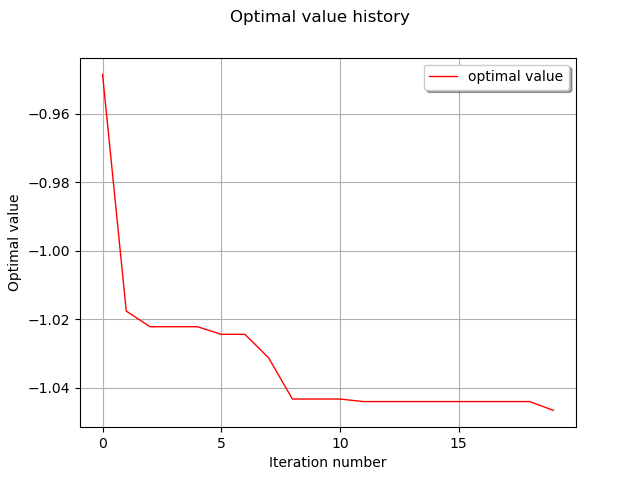 Optimal value history
optimal value
−0.96
−0.98
−1.00
−1.02
−1.04
Optimal value
0
5
10
15
Iteration number